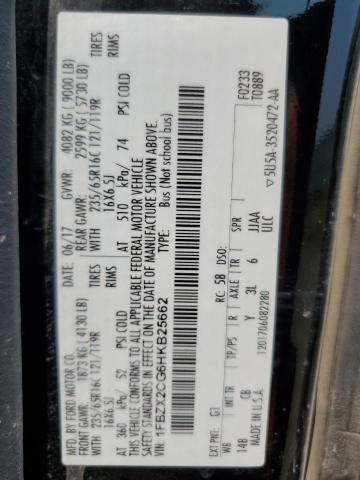 MFD. BY FORD MOTOR CO.
DATE: 06/17 GVWR: 4082 KG ( 9000 LB)
FRONT GAWR: 1873 KG ( 4130 LB) REAR GAWR: 2599 KG ( 5730 LB)
WITH 235/65R16C 121/119R TIRES WITH 235/65R16C 121/119R TIRES
16X6.5J RIMS 16X6.5J RIMS
AT 360 kPa/ 52 PSI COLD AT 510 kPa/ 74 PSI COLD
THIS VEHICLE CONFORMS TO ALL APPLICABLE FEDERAL MOTOR VEHICLE
SAFETY STANDARDS IN EFFECT ON THE DATE OF MANUFACTURE SHOWN ABOVE.
VIN: 1FBZX2CG6HKB25662 TYPE: Bus (Not school bus)
F0233
T0889
EXT PNT: G1 RC: 58 DSO:
WB INT TR TP/PS R AXLE TR SPR 5U5A-3520472-AA
148 CB Y 3L 6 JJAA
ULC
MADE IN U.S.A. 1201706082280